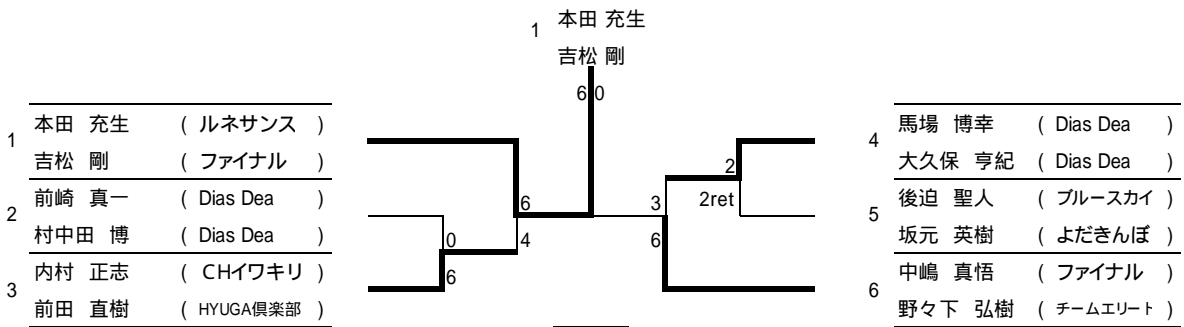 1 本田 充生
吉松 剛
6 0
1 本田 充生 ( ルネサンス )
吉松 剛 ( ファイナル )
2 前崎 真一 ( Dias Dea )
村中田 博 ( Dias Dea )
3 内村 正志 ( CHイワキリ )
前田 直樹 ( HYUGA倶楽部 )
6
4
0
6
2
2ret
3
6
4 馬場 博幸 ( Dias Dea )
大久保 亨紀 ( Dias Dea )
5 後迫 聖人 ( ブルースカイ )
坂元 英樹 ( よだきんぼ )
6 中嶋 真悟 ( ファイナル )
野々下 弘樹 ( チームエリート )